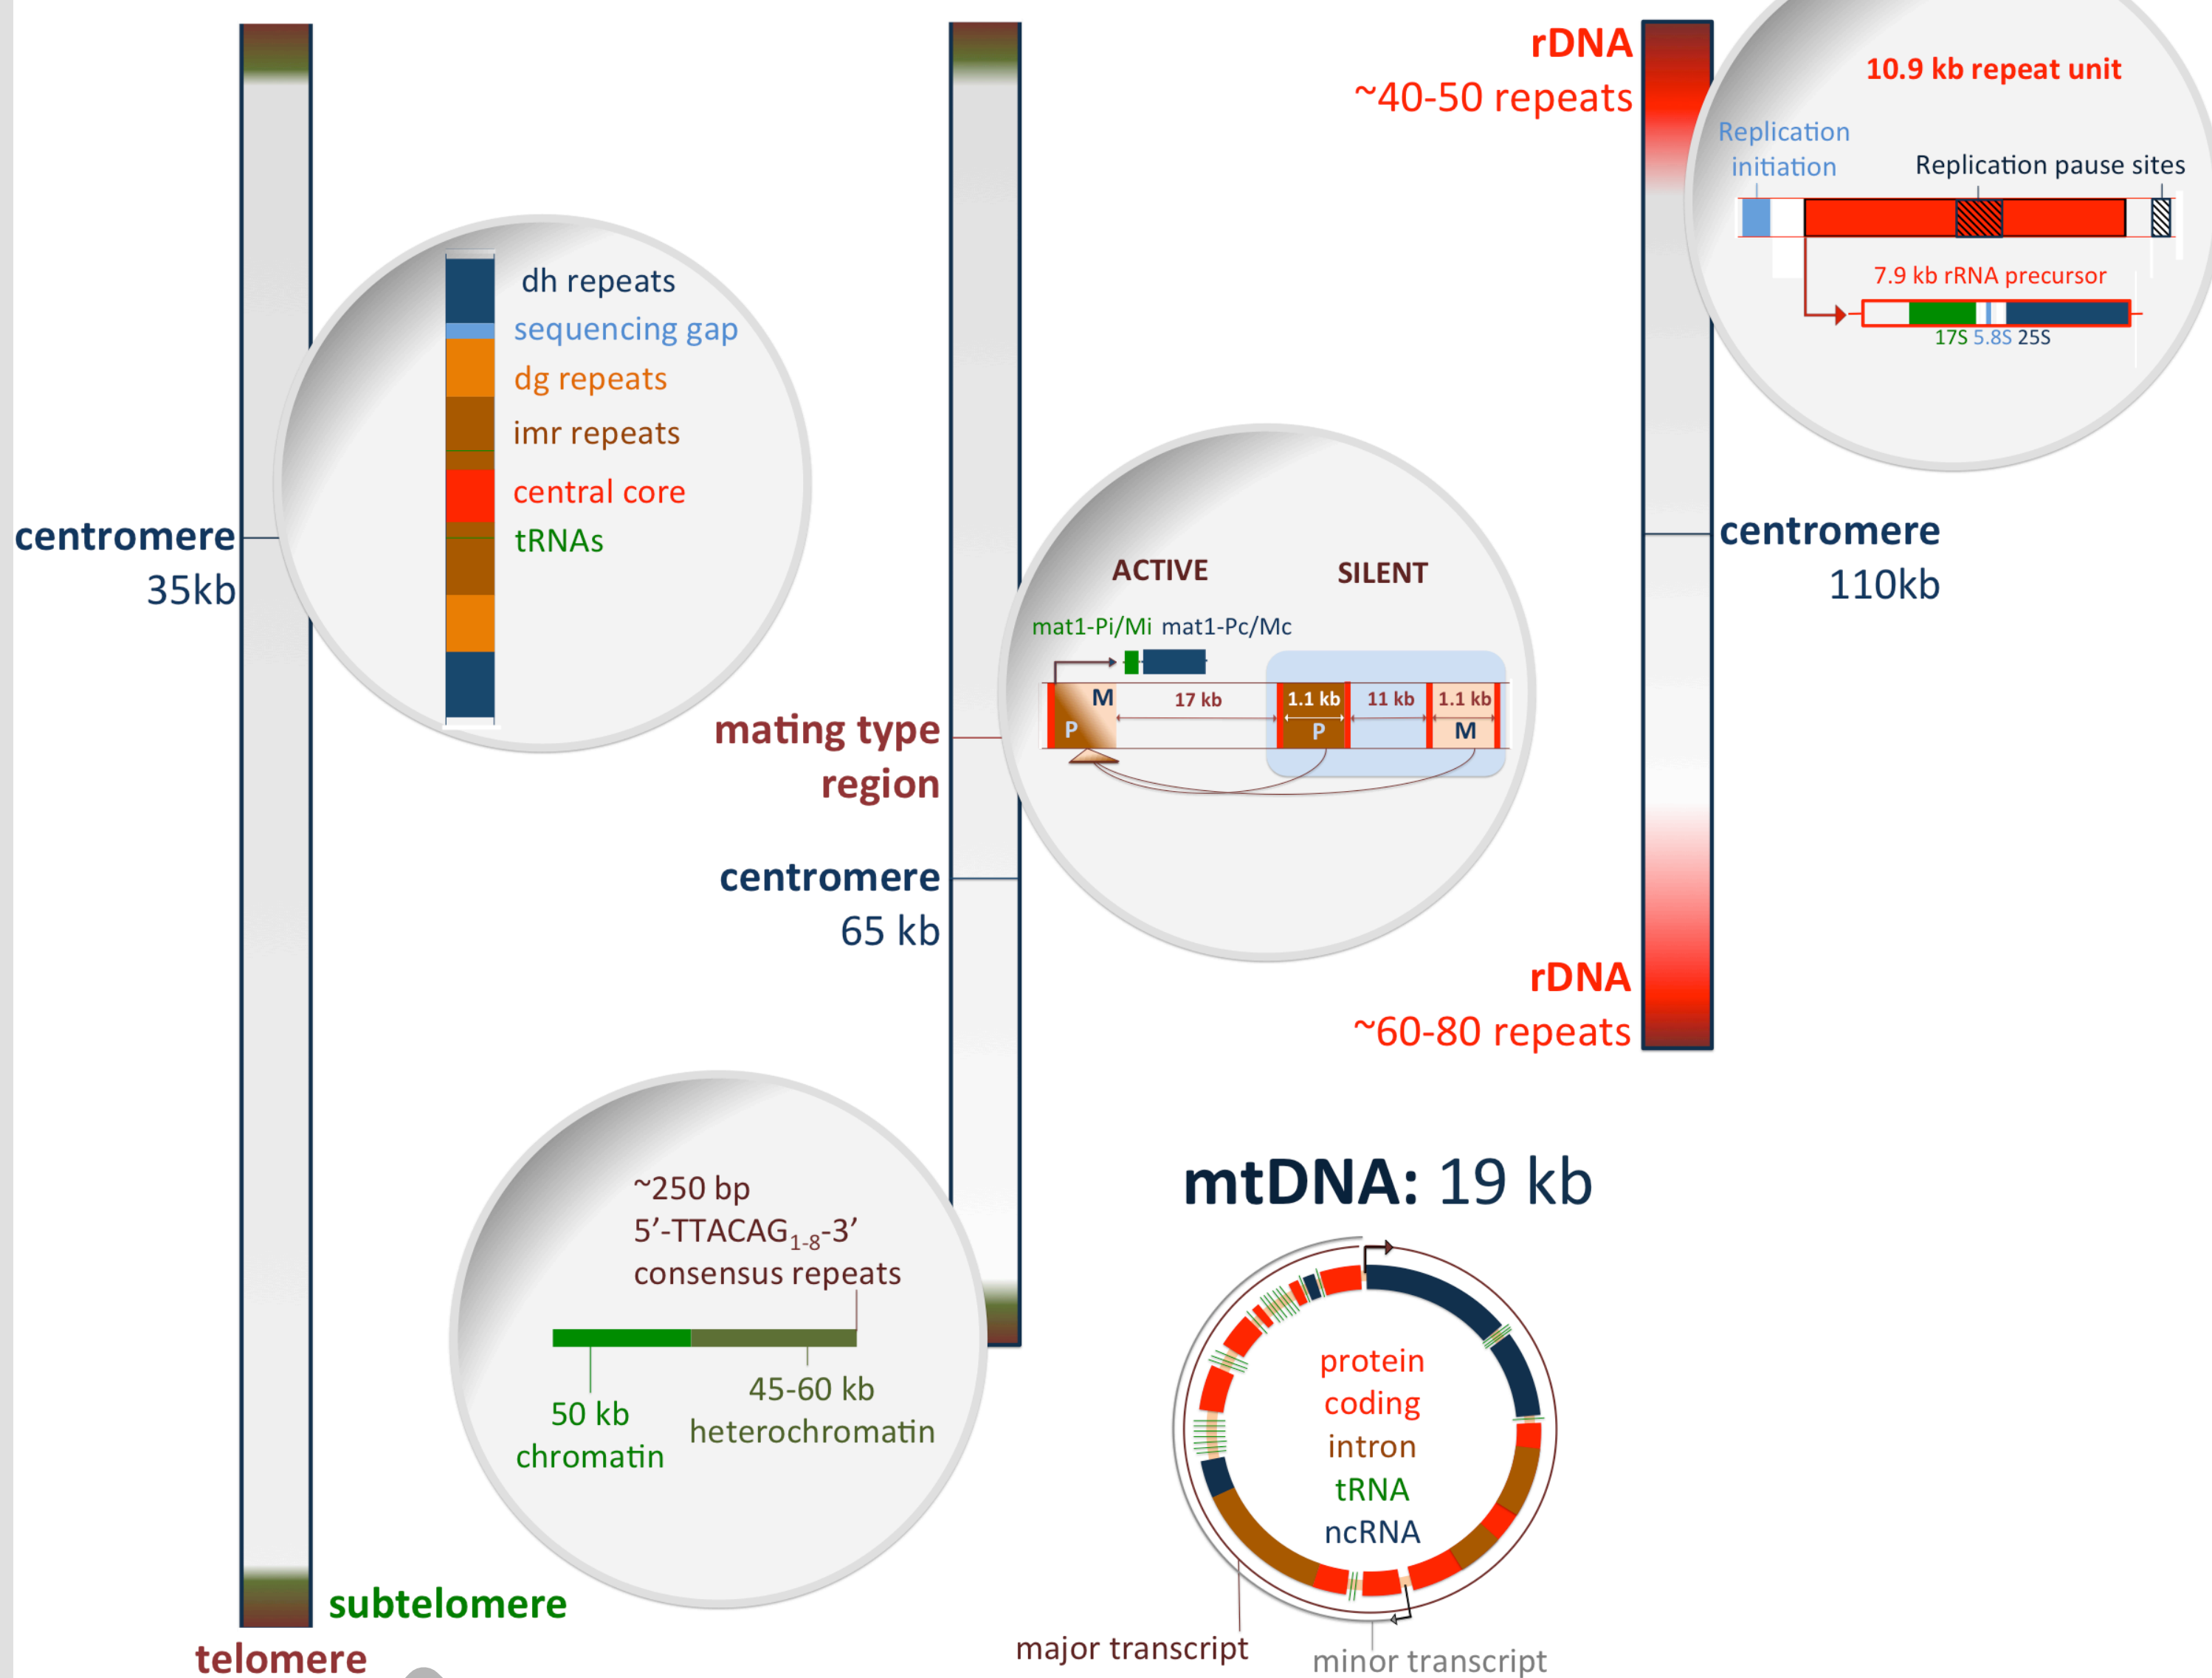 dh repeats
sequencing gap
dg repeats
imr repeats
central core
tRNAs
centromere
35kb
rDNA
~40-50 repeats
10.9 kb repeat unit
Replication
initiation
Replication pause sites
7.9 kb rRNA precursor
17S 5.8S 25S
centromere
110kb
ACTIVE
SILENT
mat1-Pi/Mi mat1-Pc/Mc
M
P
17 kb
1.1 kb
P
11 kb
1.1 kb
M
mating type
region
centromere
65 kb
rDNA
~60-80 repeats
~250 bp
5’-TTACAG1-8-3’
consensus repeats
45-60 kb
heterochromatin
50 kb
chromatin
subtelomere
telomere
mtDNA: 19 kb
protein
coding
intron
tRNA
ncRNA
major transcript
minor transcript